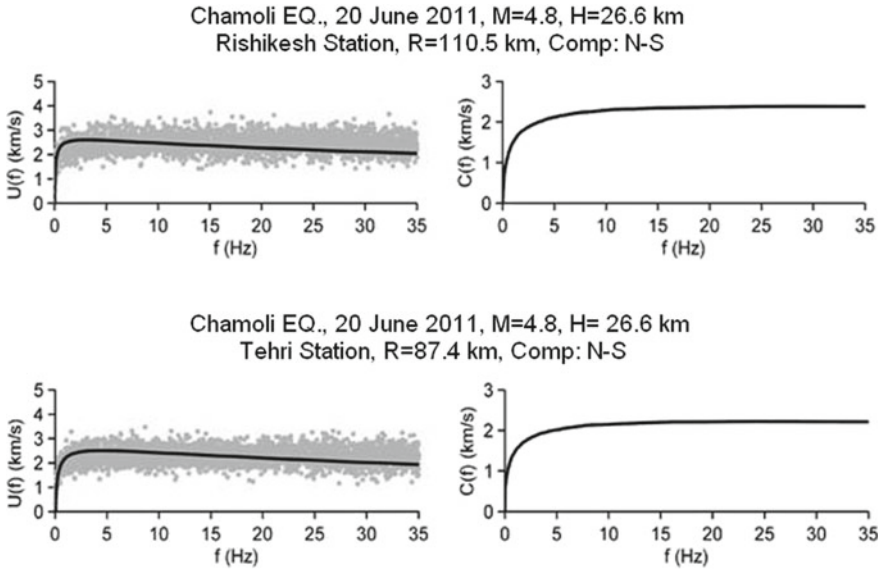 Chamoli EQ., 20 June 2011, M=4.8, H=26.6 km
Rishikesh Station, R=110.5 km, Comp: N-S
U(f) (km/s)
5
4
3
2
1
0
0 5 10 15 20 25 30 35
f (Hz)
C(f) (km/s)
3
2
1
0
0 5 10 15 20 25 30 35
f (Hz)
Chamoli EQ., 20 June 2011, M=4.8, H= 26.6 km
Tehri Station, R=87.4 km, Comp: N-S
U(f) (km/s)
5
4
3
2
1
0
0 5 10 15 20 25 30 35
f (Hz)
C(f) (km/s)
3
2
1
0
0 5 10 15 20 25 30 35
f (Hz)